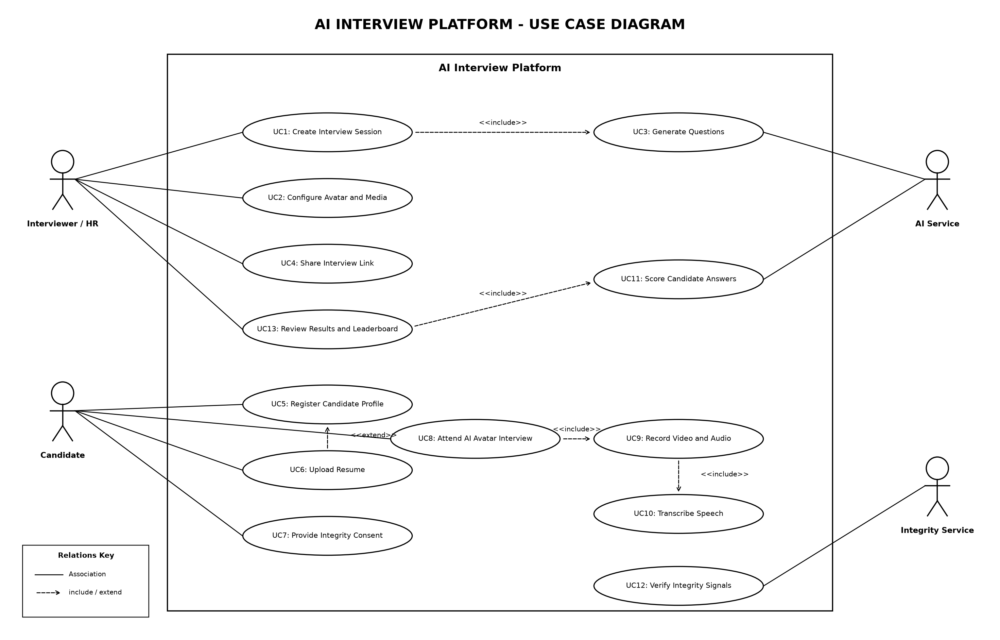 AI INTERVIEW PLATFORM - USE CASE DIAGRAM
AI Interview Platform
<<include>>
UC1: Create Interview Session
UC3: Generate Questions
UC2: Configure Avatar and Media
Interviewer / HR
AI Service
UC4: Share Interview Link
UC11: Score Candidate Answers
<<include>>
UC13: Review Results and Leaderboard
UC5: Register Candidate Profile
<<include>>
<<extend>>
UC8: Attend AI Avatar Interview
UC9: Record Video and Audio
Candidate
UC6: Upload Resume
<<include>>
UC10: Transcribe Speech
Integrity Service
UC7: Provide Integrity Consent
Relations Key
Association
include / extend
UC12: Verify Integrity Signals